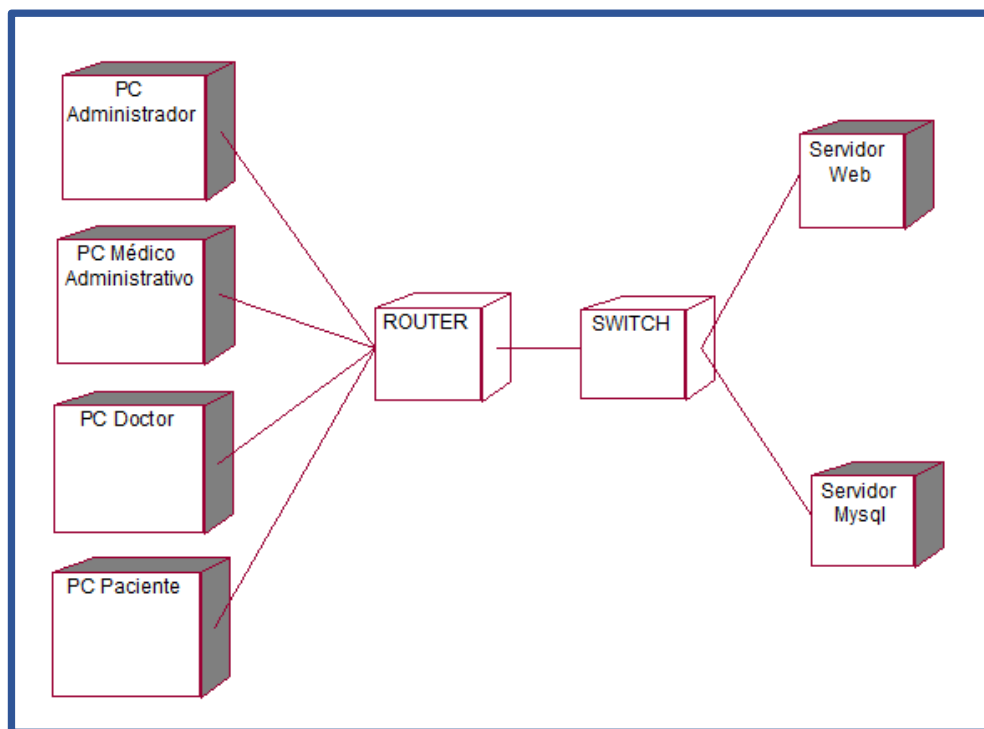 PC
Administrador
PC Médico
Administrativo
PC Doctor
PC Paciente
ROUTER
SWITCH
Servidor
Web
Servidor
Mysql